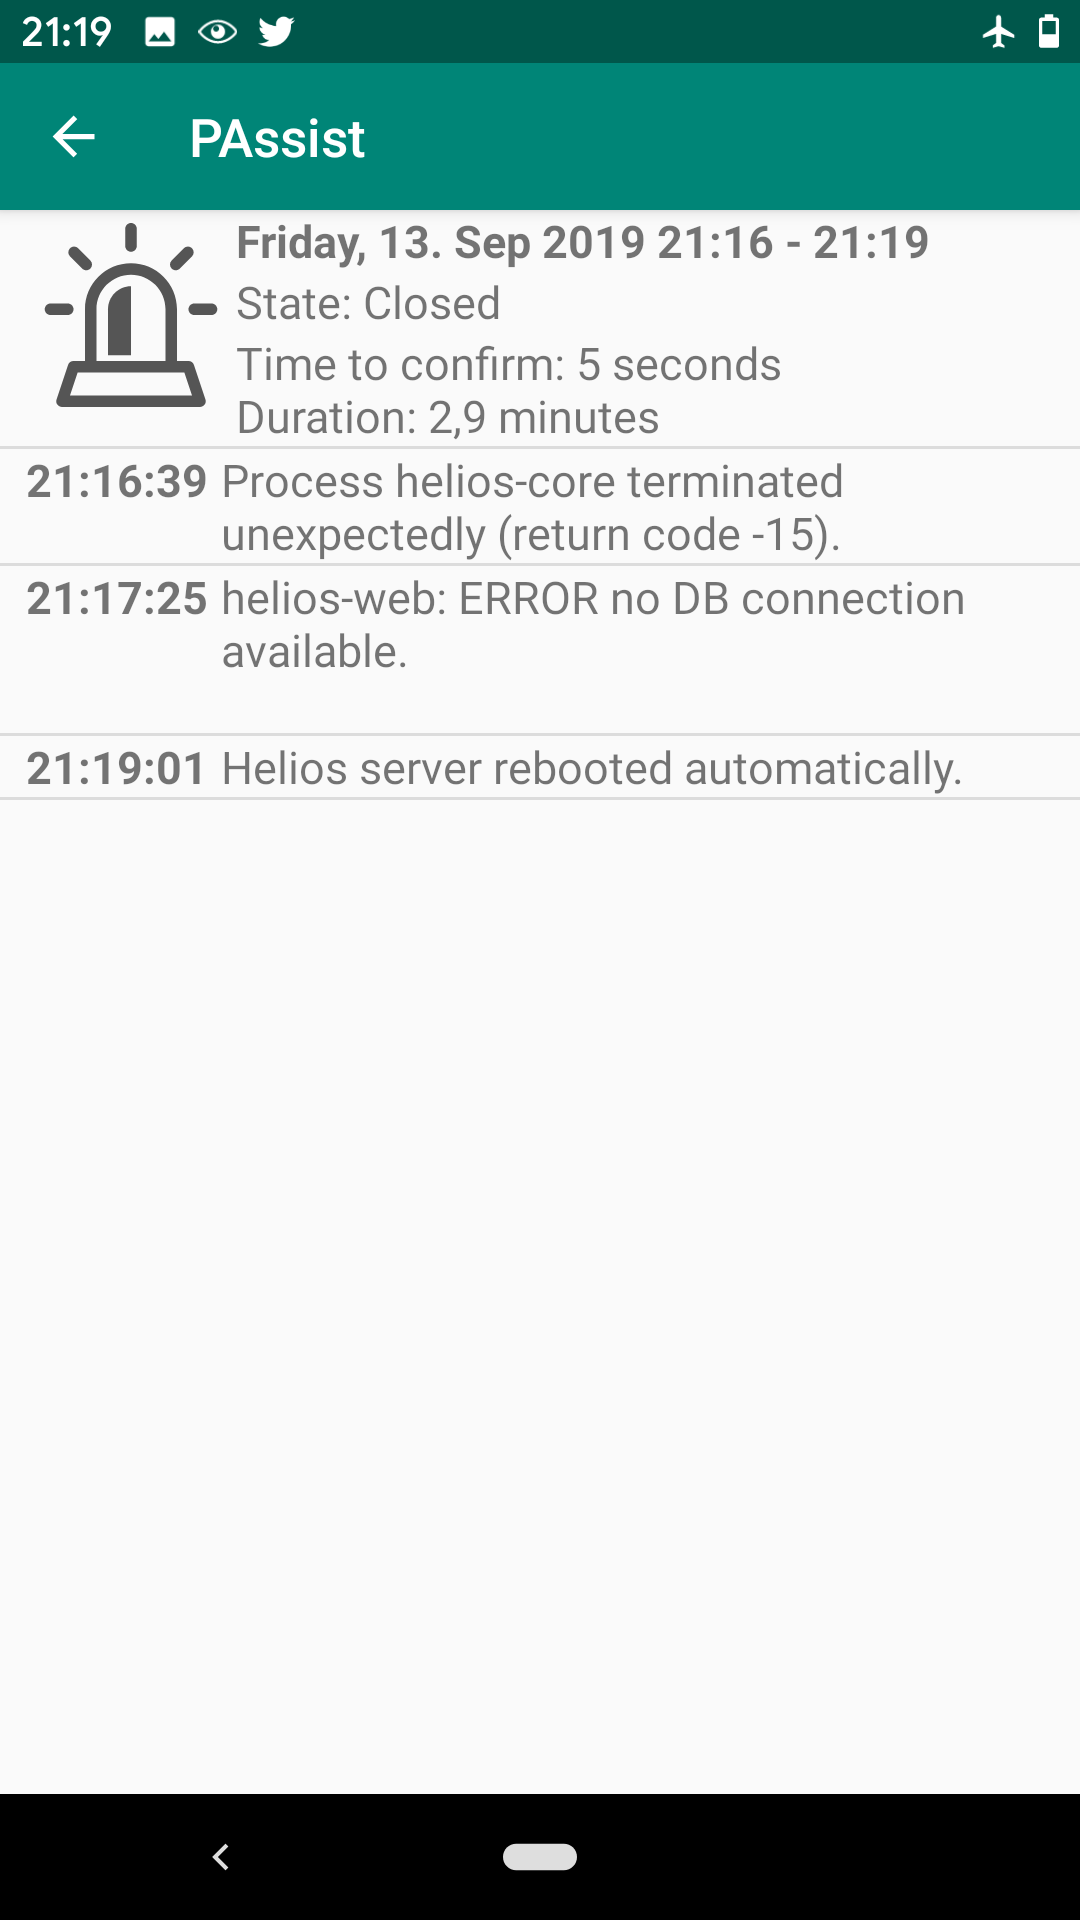 21:19
PAssist
Friday, 13. Sep 2019 21:16 - 21:19
State: Closed
Time to confirm: 5 seconds
Duration: 2,9 minutes
21:16:39 Process helios-core terminated
unexpectedly (return code -15).
21:17:25 helios-web: ERROR no DB connection
available.
21:19:01 Helios server rebooted automatically.